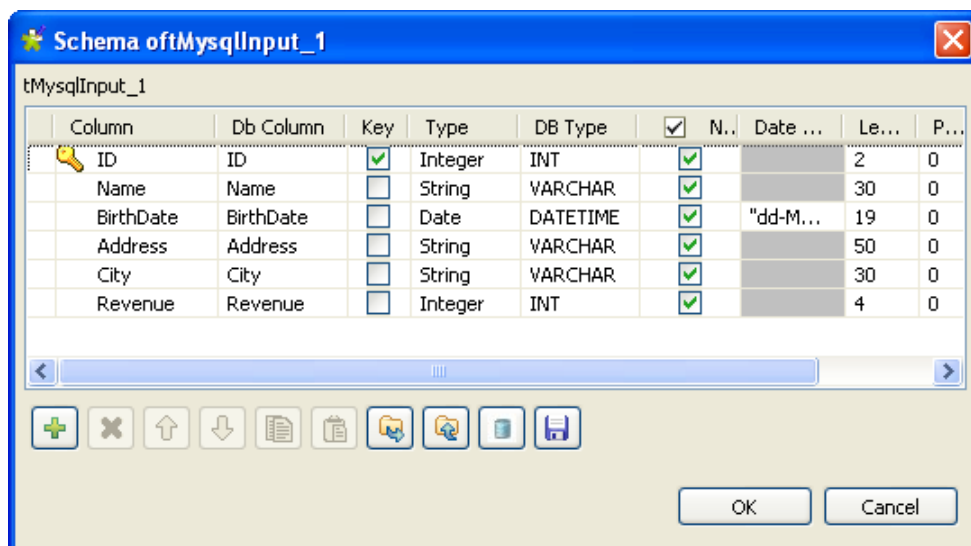 Schema oftMysqlInput_1
tMysqlInput_1
Column Db Column Key Type DB Type N.. Date ... Le... P...
ID ID Integer INT 2 0
Name Name String VARCHAR 30 0
BirthDate BirthDate Date DATETIME "dd-M... 19 0
Address Address String VARCHAR 50 0
City City String VARCHAR 30 0
Revenue Revenue Integer INT 4 0
OK Cancel